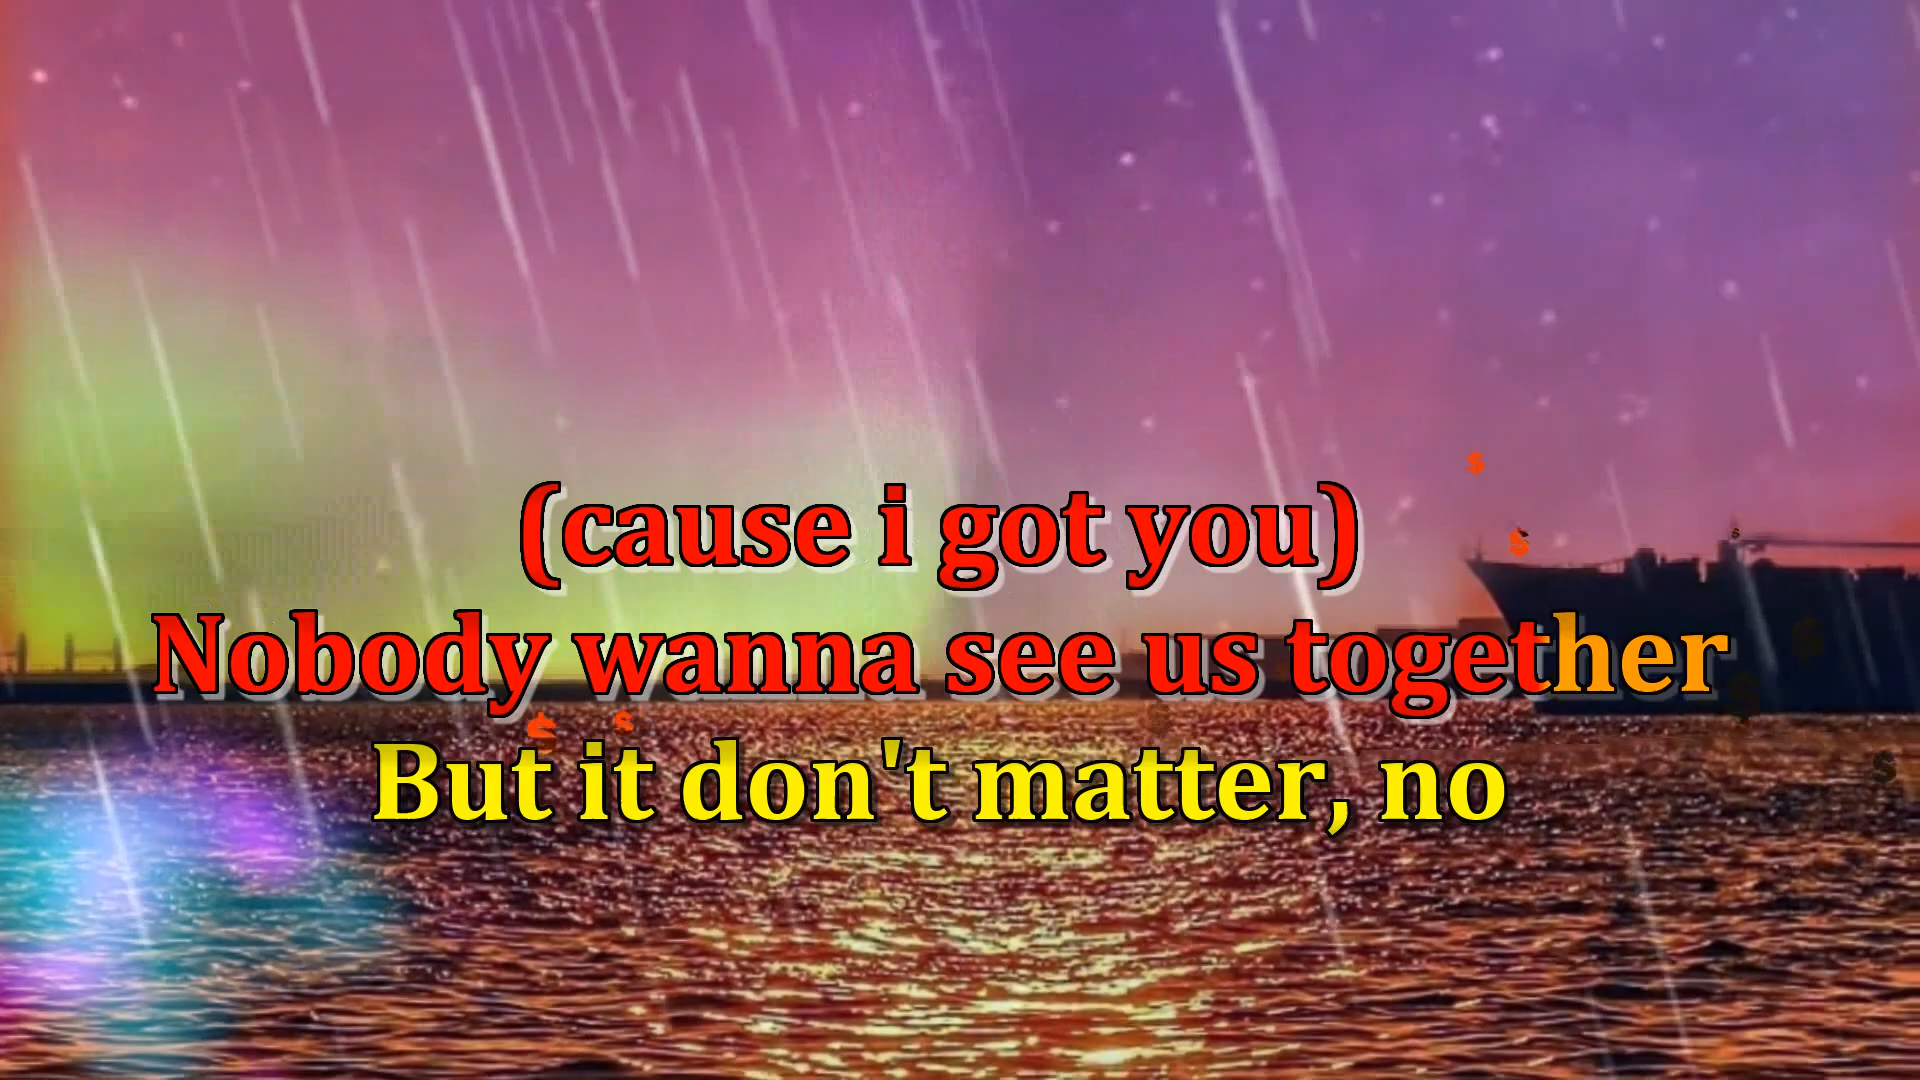 (cause i got you)
Nobody wanna see us together
But it don't matter, no